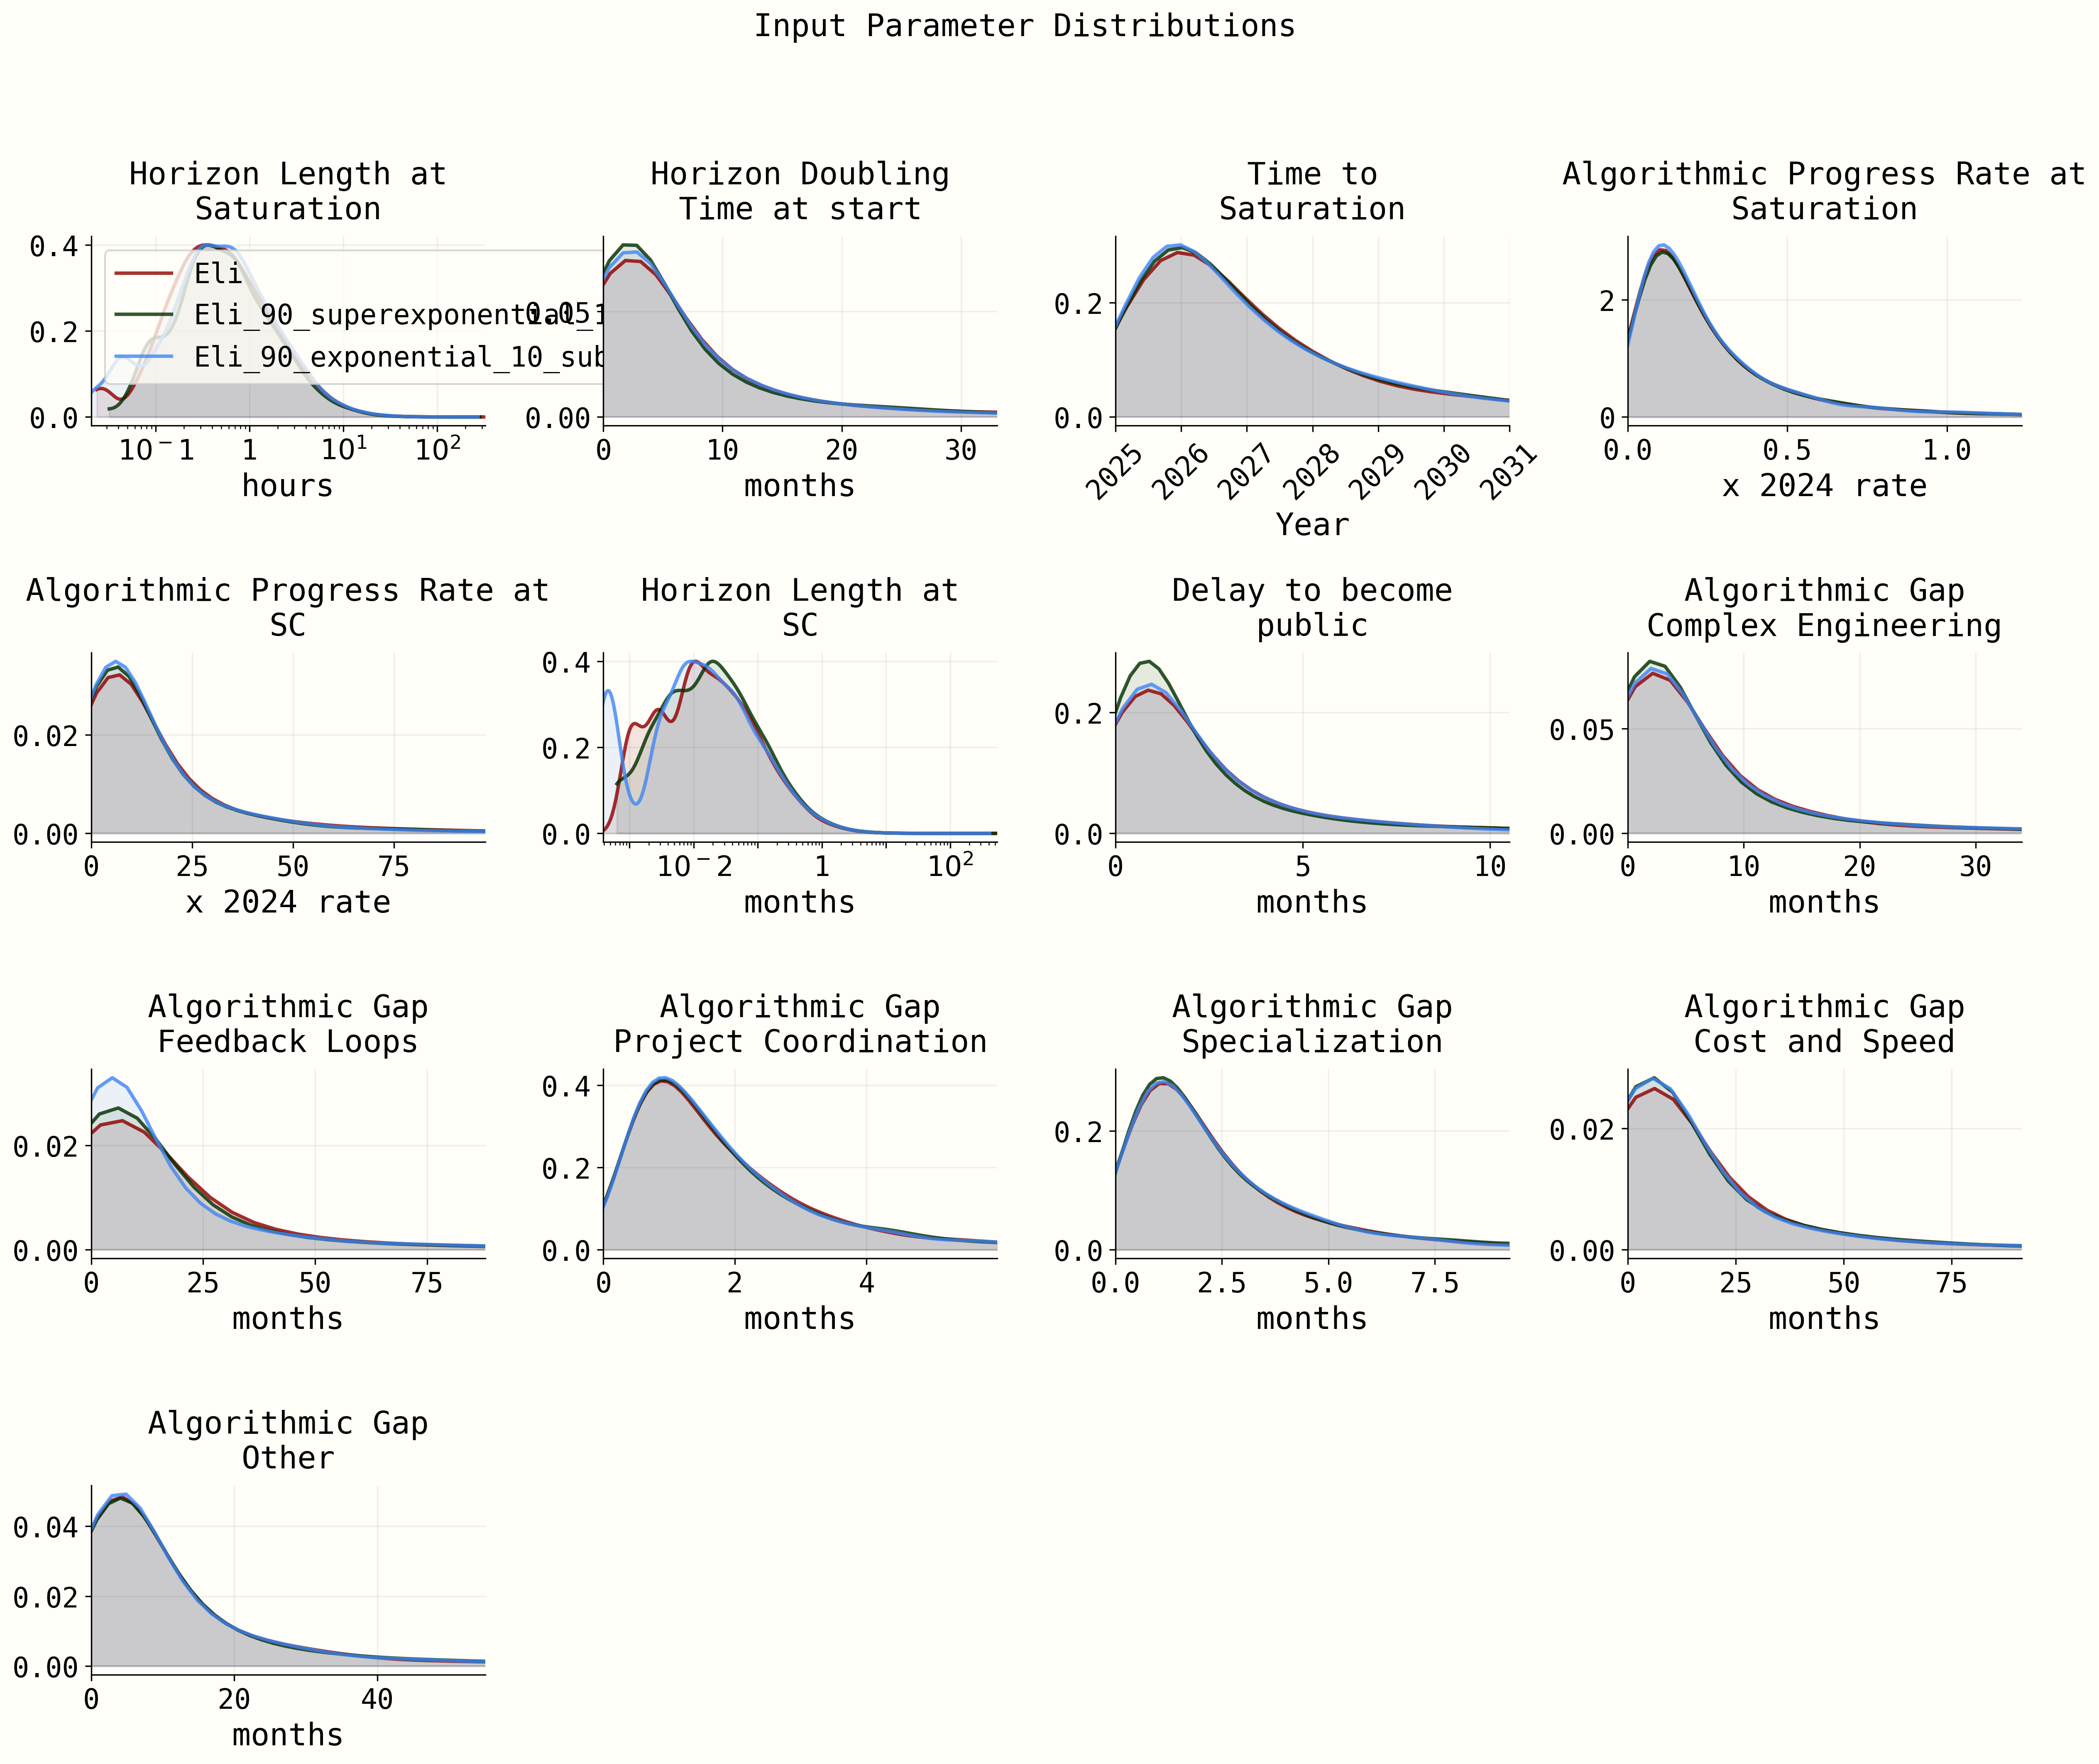 Input Parameter Distributions
Horizon Length at
Saturation
0.4
0.2
0.0
Eli
Eli_90_superexponential_1
Eli_90_exponential_10_sub
10⁻1
1
10¹
10²
hours
Horizon Doubling
Time at start
0.05
0.00
0
10
20
30
months
Time to
Saturation
0.2
0.0
2025
2026
2027
2028
2029
2030
2031
Year
Algorithmic Progress Rate at
Saturation
2
0
0.0
0.5
1.0
x 2024 rate
Algorithmic Progress Rate at
SC
0.02
0.00
0
25
50
75
x 2024 rate
Horizon Length at
SC
0.4
0.2
0.0
10⁻2
1
10²
months
Delay to become
public
0.2
0.0
0
5
10
months
Algorithmic Gap
Complex Engineering
0.05
0.00
0
10
20
30
months
Algorithmic Gap
Feedback Loops
0.02
0.00
0
25
50
75
months
Algorithmic Gap
Project Coordination
0.4
0.2
0.0
0
2
4
months
Algorithmic Gap
Specialization
0.2
0.0
0.0
2.5
5.0
7.5
months
Algorithmic Gap
Cost and Speed
0.02
0.00
0
25
50
75
months
Algorithmic Gap
Other
0.04
0.02
0.00
0
20
40
months